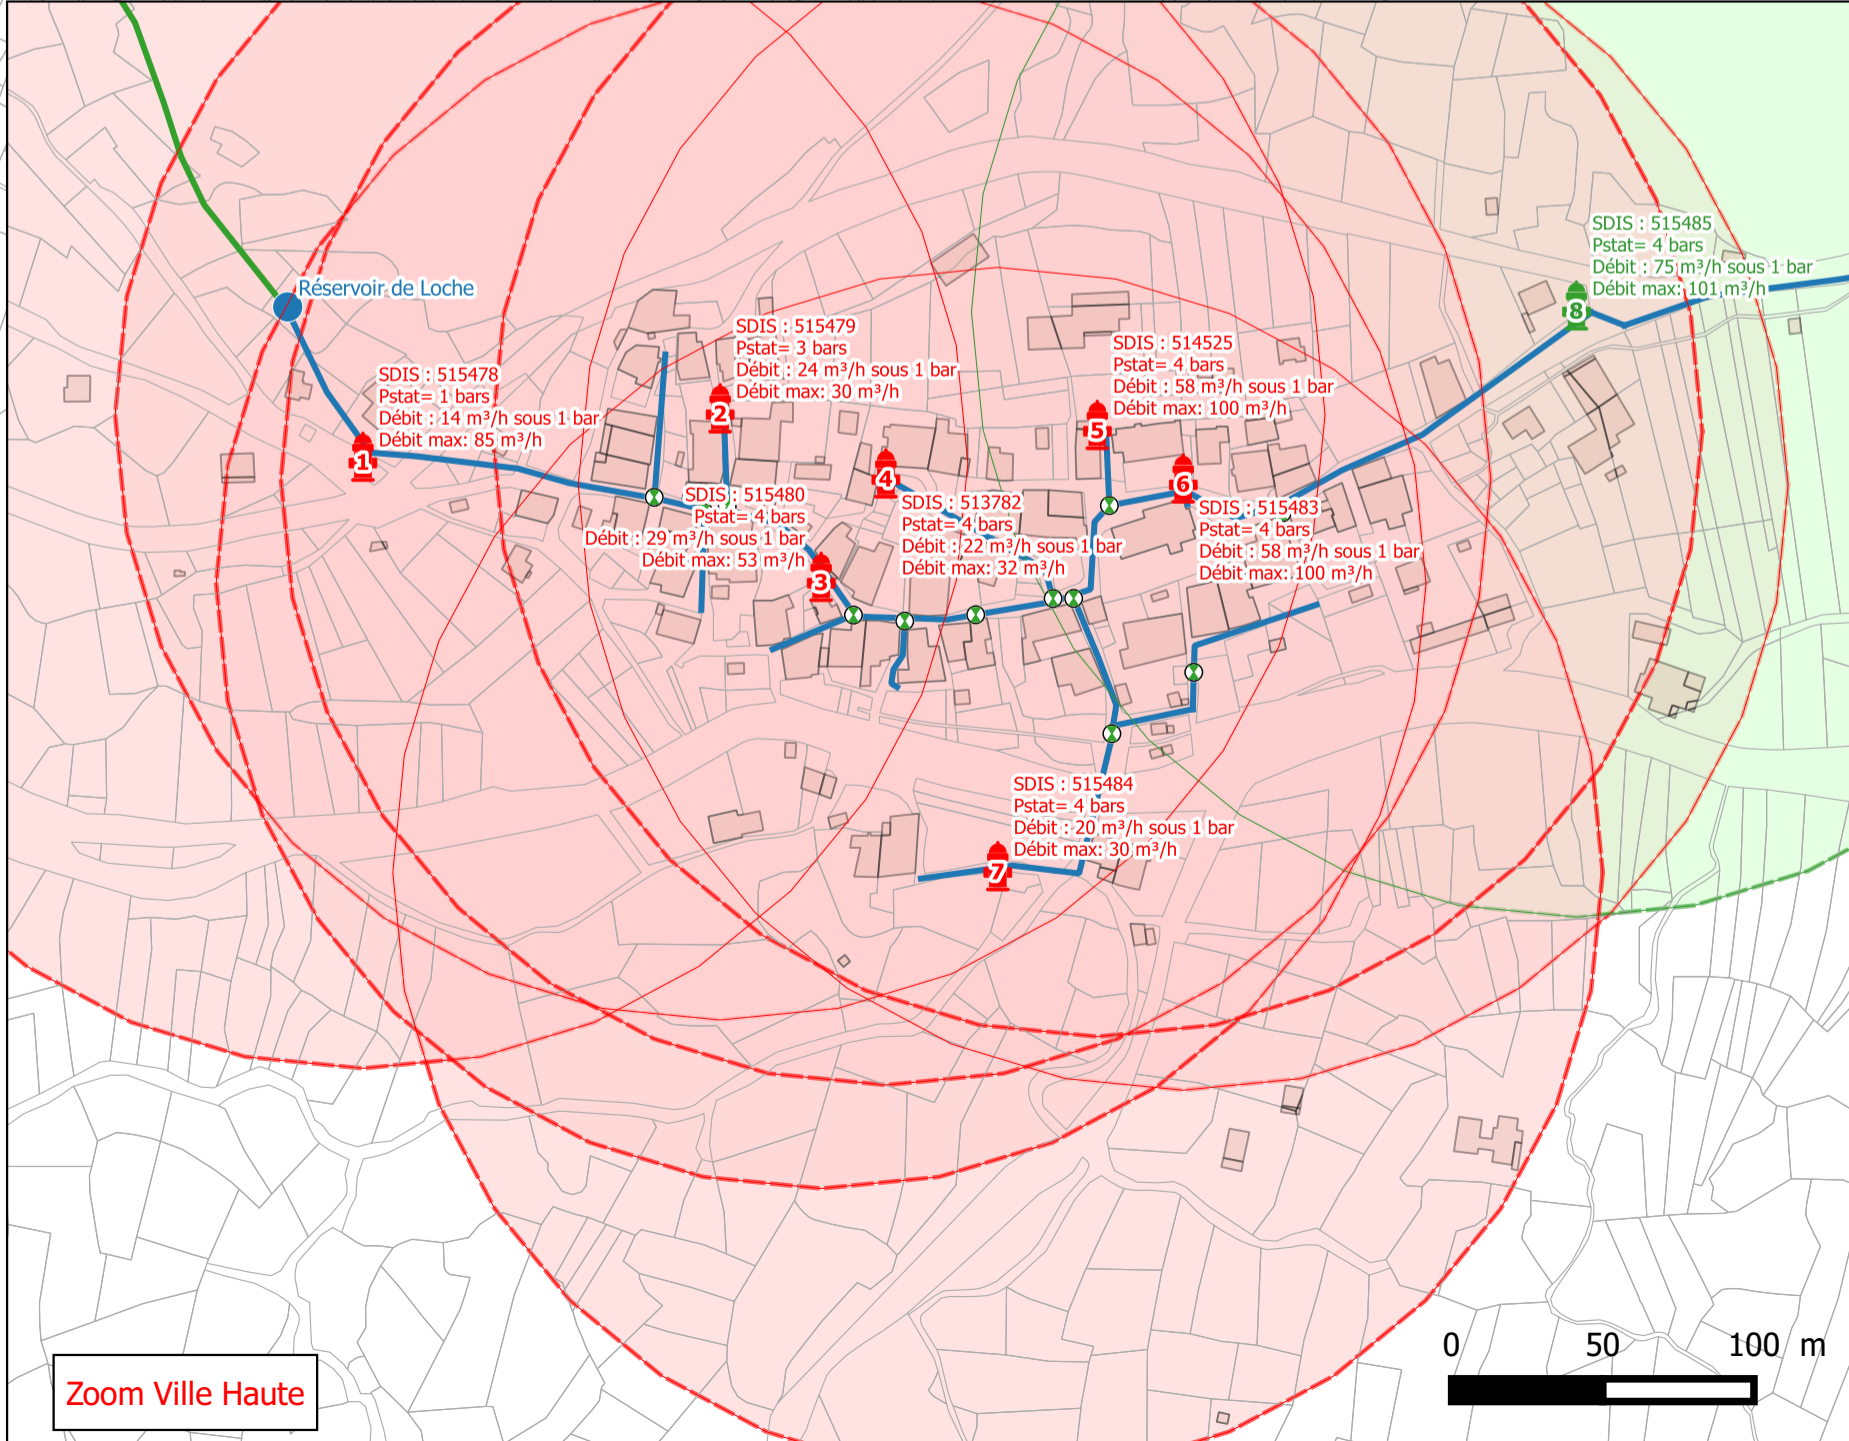 SDIS : 515485
Pstat= 4 bars
Débit : 75 m³/h sous 1 bar
Débit max: 101 m³/h
8
Réservoir de Loche
SDIS : 515479
Pstat= 3 bars
Débit : 24 m³/h sous 1 bar
Débit max: 30 m³/h
2
SDIS : 514525
Pstat= 4 bars
Débit : 58 m³/h sous 1 bar
Débit max: 100 m³/h
5
SDIS : 515478
Pstat= 1 bars
Débit : 14 m³/h sous 1 bar
Débit max: 85 m³/h
1
4
6
SDIS : 515480
Pstat= 4 bars
Débit : 29 m³/h sous 1 bar
Débit max: 53 m³/h
3
SDIS : 513782
Pstat= 4 bars
Débit : 22 m³/h sous 1 bar
Débit max: 32 m³/h
SDIS : 515483
Pstat= 4 bars
Débit : 58 m³/h sous 1 bar
Débit max: 100 m³/h
SDIS : 515484
Pstat= 4 bars
Débit : 20 m³/h sous 1 bar
Débit max: 30 m³/h
7
0 50 100 m
Zoom Ville Haute